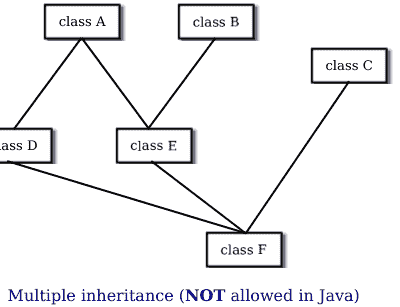 class A
class B
class C
lass D
class E
class F
Multiple inheritance (NOT allowed in Java)